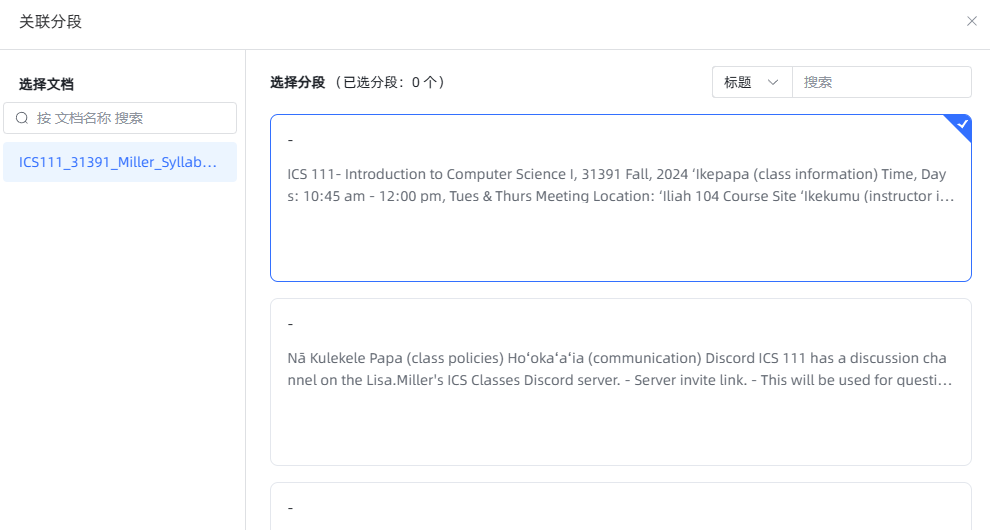 关联分段
选择文档
按 文档名称 搜索
ICS111_31391_Miller_Syllab...
选择分段 (已选分段：0 个)
标题
搜索
-
ICS 111- Introduction to Computer Science I, 31391 Fall, 2024 ʻIkepapa (class information) Time, Day
s: 10:45 am - 12:00 pm, Tues & Thurs Meeting Location: ʻIliah 104 Course Site ʻIkekumu (instructor i...
-
Nā Kulekele Papa (class policies) Hoʻokaʻaʻia (communication) Discord ICS 111 has a discussion cha
nnel on the Lisa.Miller's ICS Classes Discord server. - Server invite link. - This will be used for questi...
-